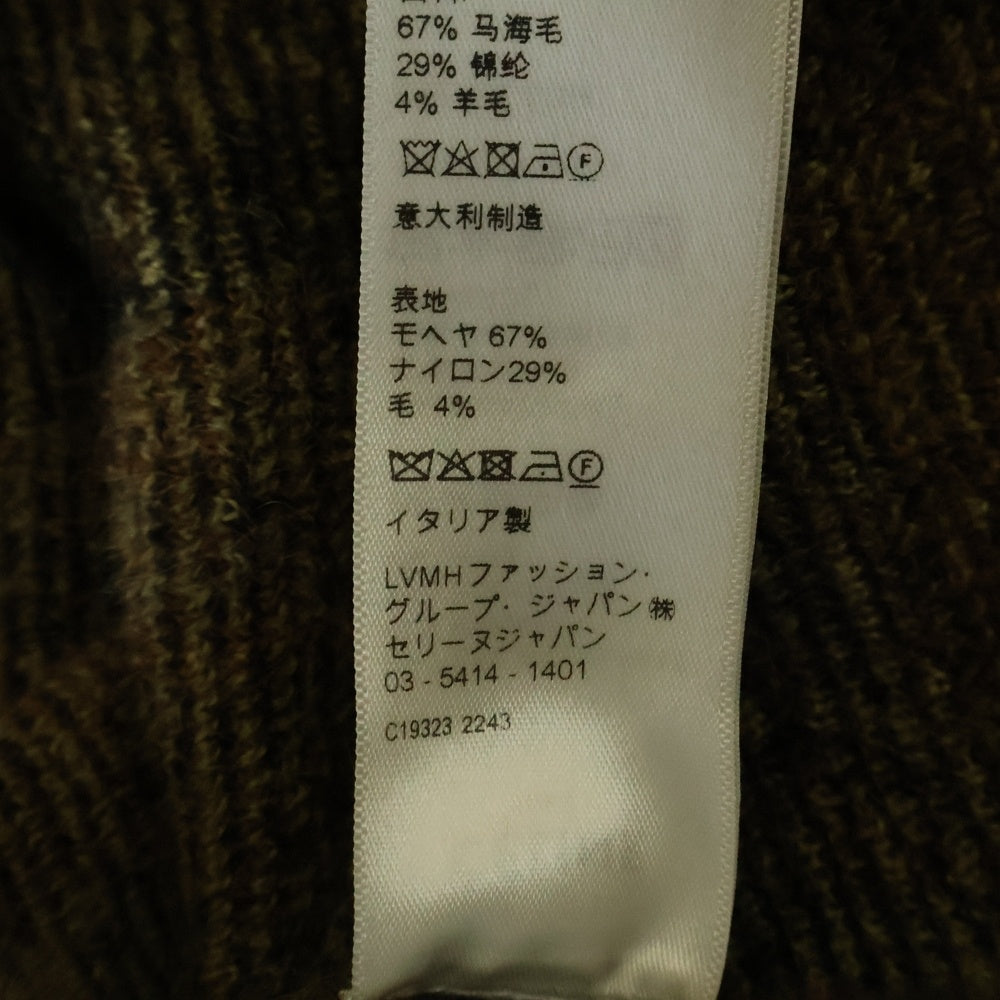 67% 马海毛
29% 锦纶
4% 羊毛
F
意大利制造
表地
モヘヤ 67%
ナイロン29%
毛 4%
F
イタリア製
LVMHファッション・
グループ・ジャパン㈱
セリーヌジャパン
03 - 5414 - 1401
C19323 2243